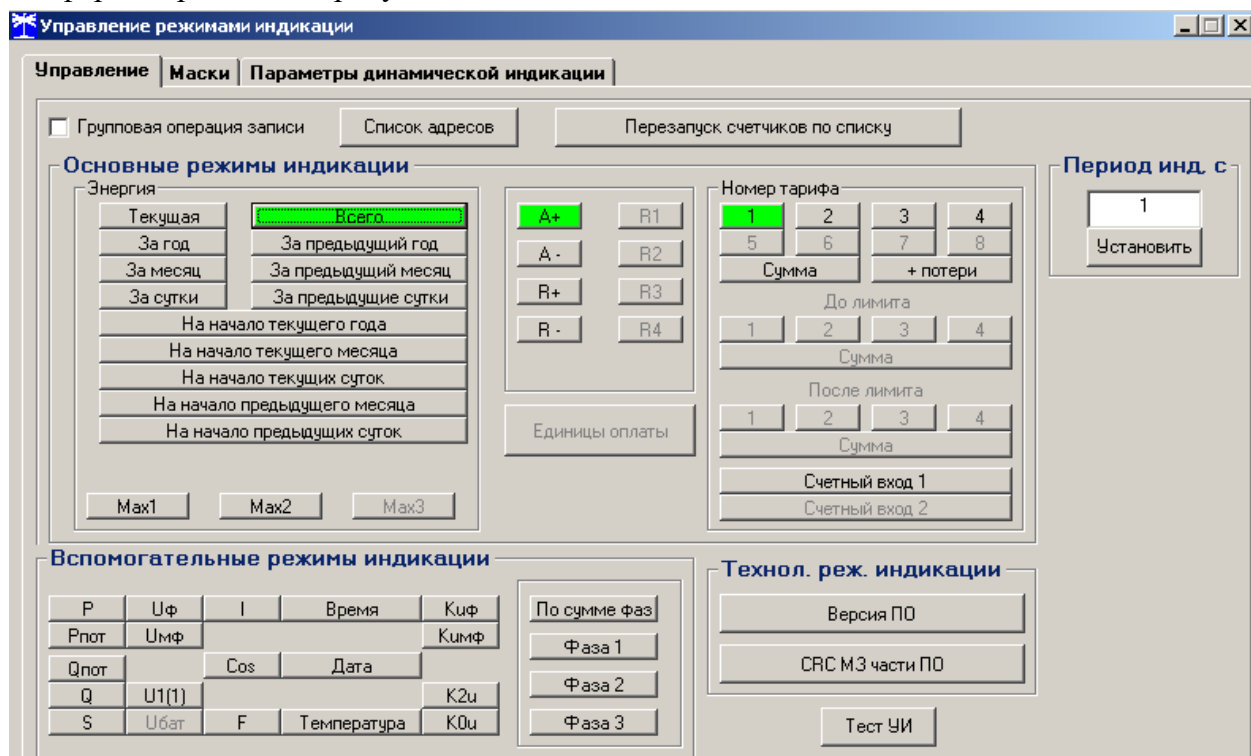 Управление режимами индикации
Управление Маски Параметры динамической индикации
Групповая операция записи Список адресов Перезапуск счетчиков по списку
Основные режимы индикации Период инд, с
Энергия Номер тарифа
Текущая Всего A+ R1 1 2 3 4 1
За год За предыдущий год A - R2 5 6 7 8 Установить
За месяц За предыдущий месяц Сумма + потери
За сутки За предыдущие сутки R+ R3 До лимита
На начало текущего года R - R4 1 2 3 4
На начало текущего месяца Сумма
На начало текущих суток После лимита
На начало предыдущего месяца 1 2 3 4
На начало предыдущих суток Единицы оплаты Сумма
Счетный вход 1
Max1 Max2 Max3 Счетный вход 2
Вспомогательные режимы индикации Технол. реж. индикации
P Uф I Время Kuф По сумме фаз Версия ПО
Pпот Uмф Kuмф Фаза 1
Qпот Cos Дата CRC МЗ части ПО
Q U1(1) K2u Фаза 2
S Uбат F Температура K0u Фаза 3 Тест УИ